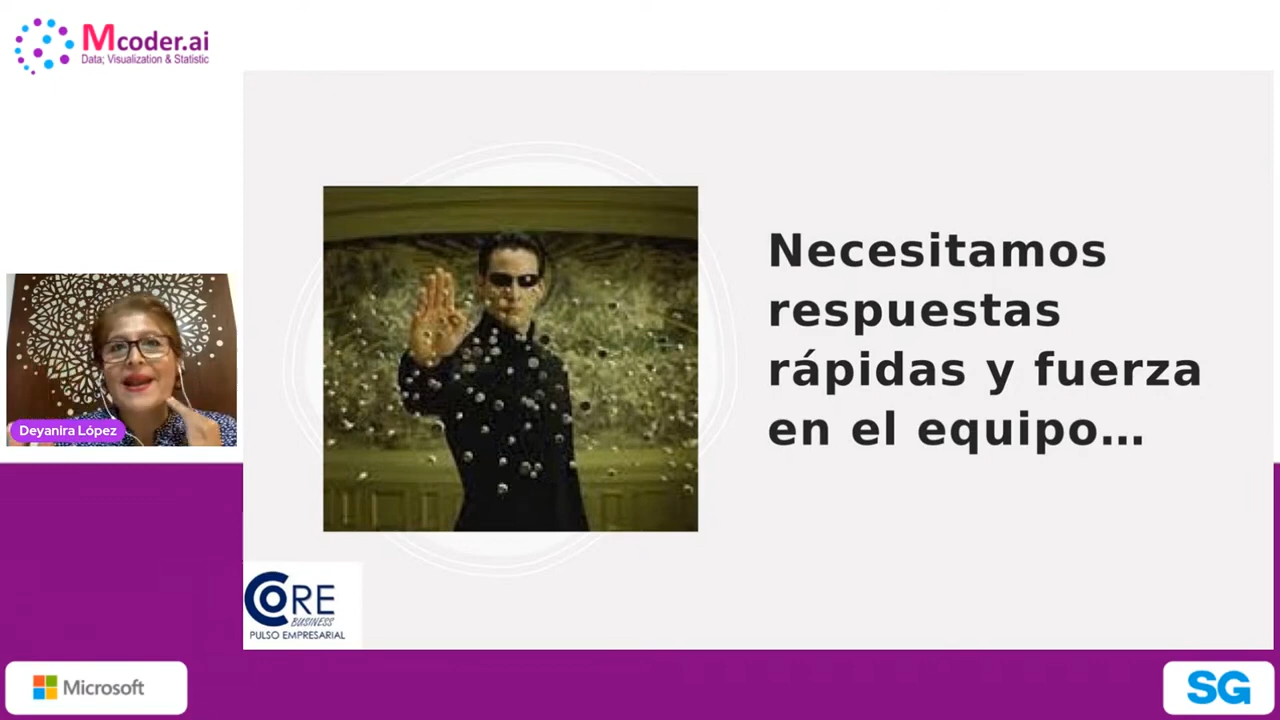 Mcoder.ai
Data; Visualization & Statistic
Necesitamos
respuestas
rápidas y fuerza
en el equipo…
Deyanira López
CORE
BUSINESS
PULSO EMPRESARIAL
Microsoft
SG